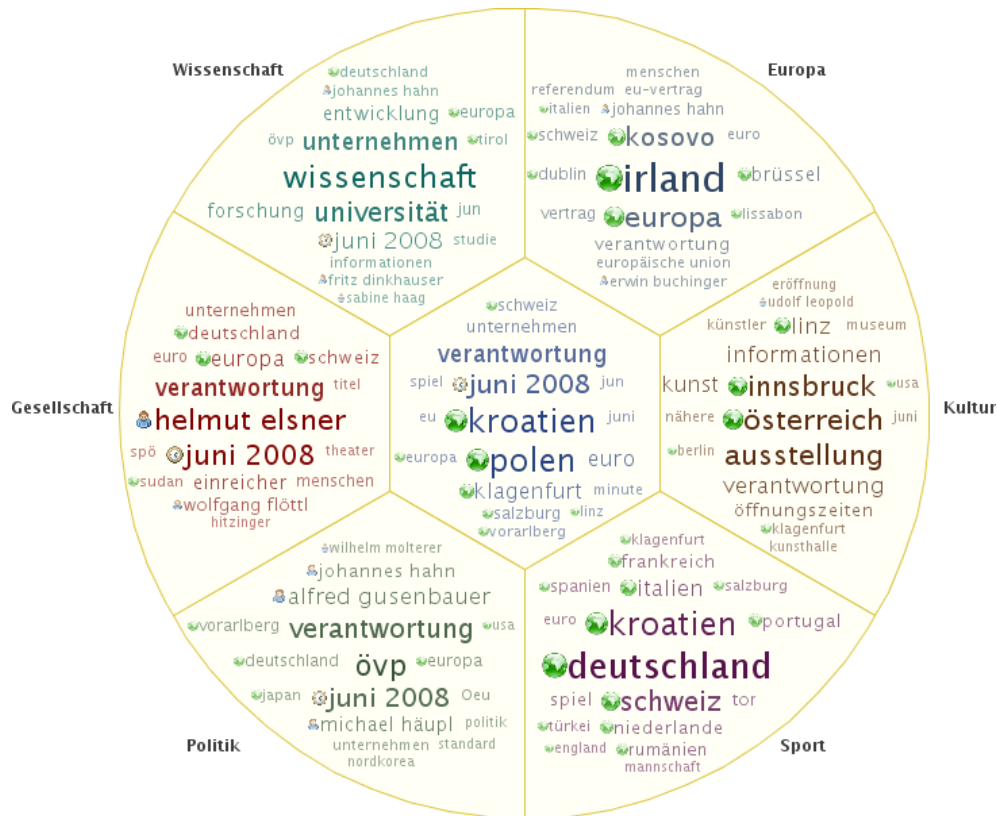 Wissenschaft
deutschland
johannes hahn
entwicklung europa
övp unternehmen tirol
wissenschaft
forschung universität jun
juni 2008 studie
informationen
fritz dinkhauser
sabine haag
Europa
menschen
referendum eu-vertrag
italien johannes hahn
schweiz kosovo euro
dublin irland brüssel
vertrag europa lissabon
verantwortung
europäische union
erwin buchinger
Gesellschaft
unternehmen
deutschland
euro europa schweiz
verantwortung titel
helmut elsner
spö juni 2008 theater
sudan einreicher menschen
wolfgang flöttl
hitzinger
schweiz
unternehmen
verantwortung
spiel juni 2008 jun
eu kroatien juni
europa polen euro
klagenfurt minute
salzburg linz
vorarlberg
Kultur
eröffnung
udolf leopold
künstler linz museum
informationen
kunst innsbruck usa
nähere österreich juni
berlin ausstellung
verantwortung
öffnungszeiten
klagenfurt
kunsthalle
Politik
wilhelm molterer
johannes hahn
alfred gusenbauer
vorarlberg verantwortung usa
deutschland övp europa
japan juni 2008 Oeu
michael häupl politik
unternehmen standard
nordkorea
Sport
klagenfurt
frankreich
spanien italien salzburg
euro kroatien portugal
deutschland
spiel schweiz tor
türkei niederlande
england rumänien
mannschaft